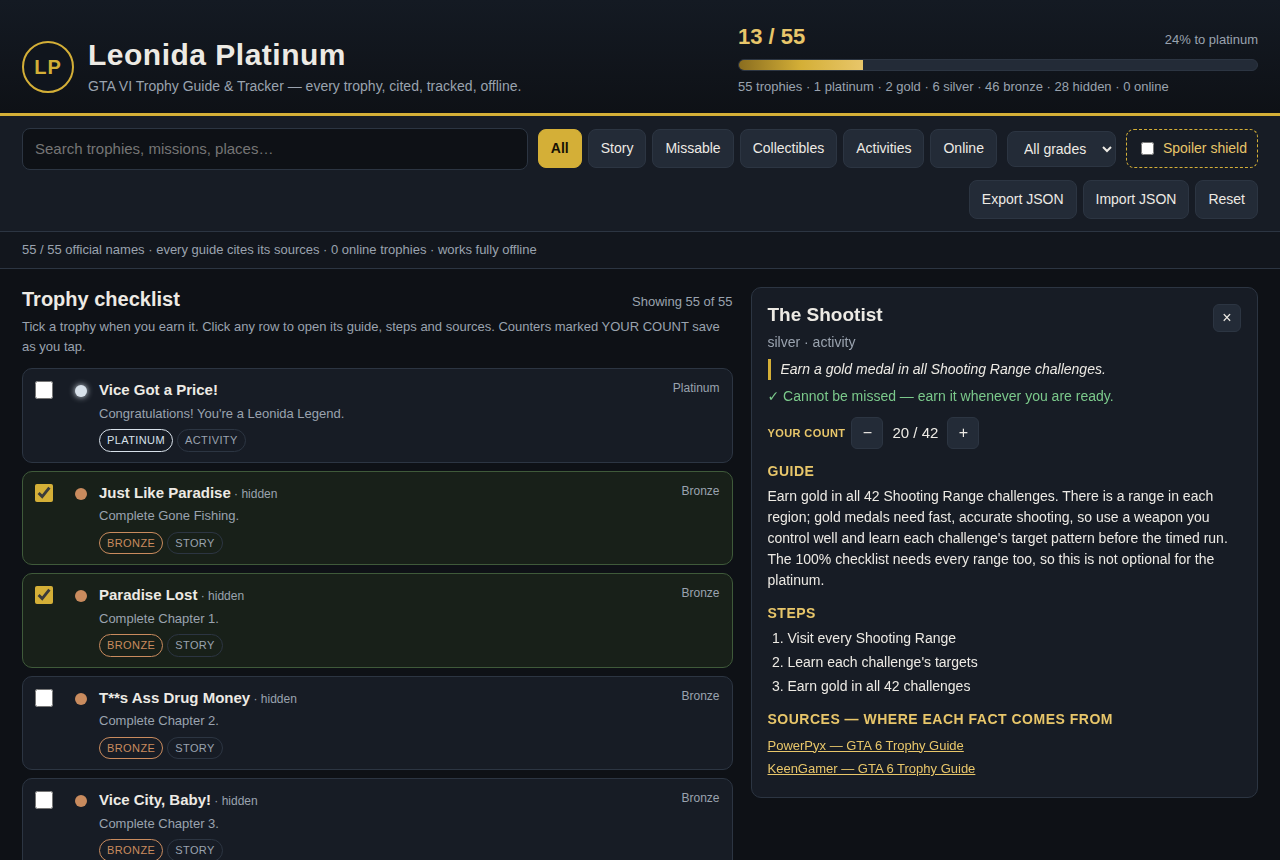 LP
Leonida Platinum
GTA VI Trophy Guide & Tracker — every trophy, cited, tracked, offline.
13 / 55
24% to platinum
55 trophies · 1 platinum · 2 gold · 6 silver · 46 bronze · 28 hidden · 0 online
Search trophies, missions, places…
All
Story
Missable
Collectibles
Activities
Online
All grades
Spoiler shield
Export JSON
Import JSON
Reset
55 / 55 official names · every guide cites its sources · 0 online trophies · works fully offline
Trophy checklist
Showing 55 of 55
Tick a trophy when you earn it. Click any row to open its guide, steps and sources. Counters marked YOUR COUNT save
as you tap.
Vice Got a Price!
Platinum
Congratulations! You're a Leonida Legend.
PLATINUM
ACTIVITY
Just Like Paradise · hidden
Bronze
Complete Gone Fishing.
BRONZE
STORY
Paradise Lost · hidden
Bronze
Complete Chapter 1.
BRONZE
STORY
T**s Ass Drug Money · hidden
Bronze
Complete Chapter 2.
BRONZE
STORY
Vice City, Baby! · hidden
Bronze
Complete Chapter 3.
BRONZE
STORY
The Shootist
×
silver · activity
Earn a gold medal in all Shooting Range challenges.
✓ Cannot be missed — earn it whenever you are ready.
YOUR COUNT
−
20 / 42
+
GUIDE
Earn gold in all 42 Shooting Range challenges. There is a range in each
region; gold medals need fast, accurate shooting, so use a weapon you
control well and learn each challenge's target pattern before the timed run.
The 100% checklist needs every range too, so this is not optional for the
platinum.
STEPS
1. Visit every Shooting Range
2. Learn each challenge's targets
3. Earn gold in all 42 challenges
SOURCES — WHERE EACH FACT COMES FROM
PowerPyx — GTA 6 Trophy Guide
KeenGamer — GTA 6 Trophy Guide